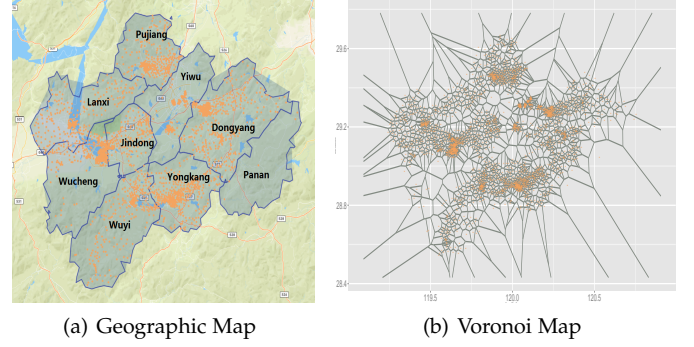 Pujiang
Yiwu
Lanxi
Dongyang
Jindong
Wucheng
Yongkang
Panan
Wuyi
29.6
29.2
28.8
28.4
119.5 120.0 120.5
(a) Geographic Map
(b) Voronoi Map